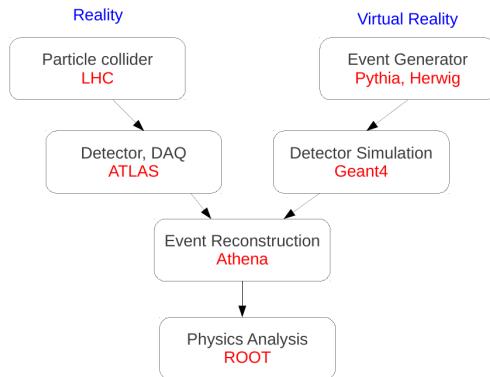 Reality
Virtual Reality
Particle collider
LHC
Event Generator
Pythia, Herwig
Detector, DAQ
ATLAS
Detector Simulation
Geant4
Event Reconstruction
Athena
Physics Analysis
ROOT